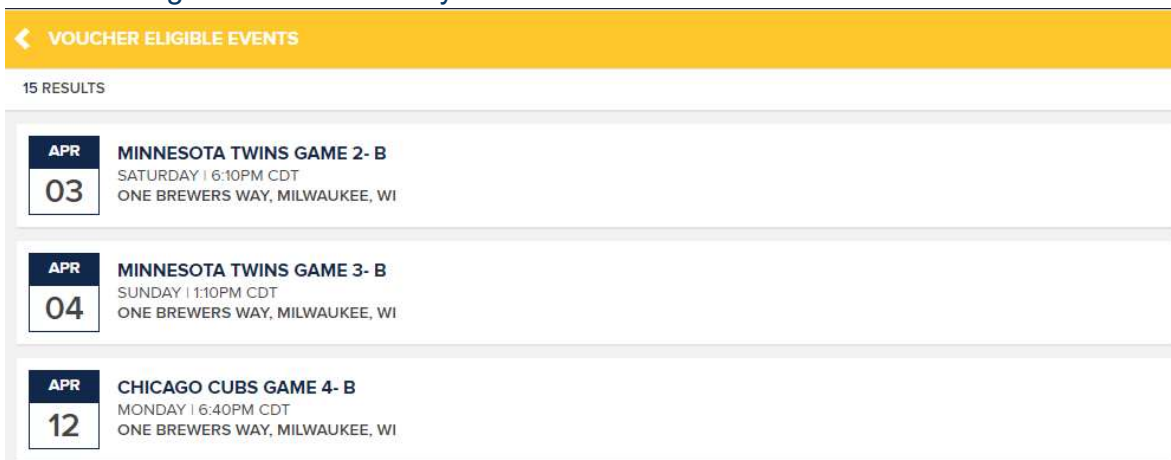 VOUCHER ELIGIBLE EVENTS
15 RESULTS
APR
03
MINNESOTA TWINS GAME 2- B
SATURDAY | 6:10PM CDT
ONE BREWERS WAY, MILWAUKEE, WI
APR
04
MINNESOTA TWINS GAME 3- B
SUNDAY | 1:10PM CDT
ONE BREWERS WAY, MILWAUKEE, WI
APR
12
CHICAGO CUBS GAME 4- B
MONDAY | 6:40PM CDT
ONE BREWERS WAY, MILWAUKEE, WI